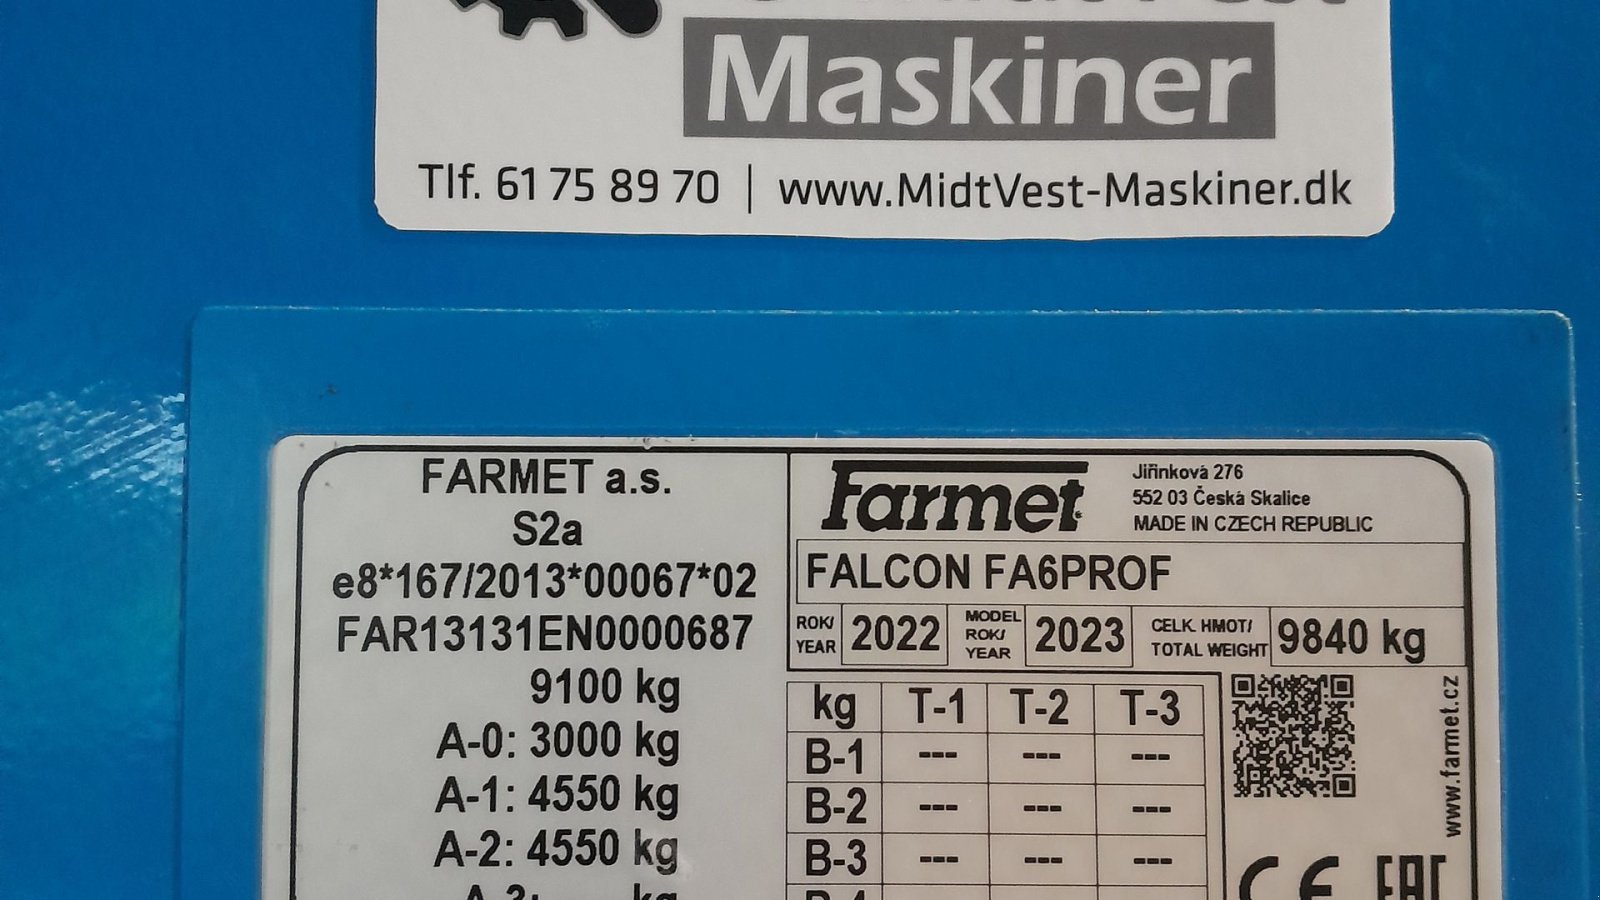 Maskiner
Tlf. 61 75 89 70 | www.MidtVest-Maskiner.dk
FARMET a.s.
S2a
e8*167/2013*00067*02
FAR13131EN0000687
9100 kg
A-0: 3000 kg
A-1: 4550 kg
A-2: 4550 kg
kg
Farmet
Jiřinková 276
552 03 Česká Skalice
MADE IN CZECH REPUBLIC
FALCON FA6PROF
ROK/ YEAR 2022 MODEL ROK/ YEAR 2023 CELK. HMOT/ TOTAL WEIGHT 9840 kg
kg T-1 T-2 T-3
B-1 --- --- ---
B-2 --- --- ---
B-3 --- --- ---
www.farmet.cz
CE EAC